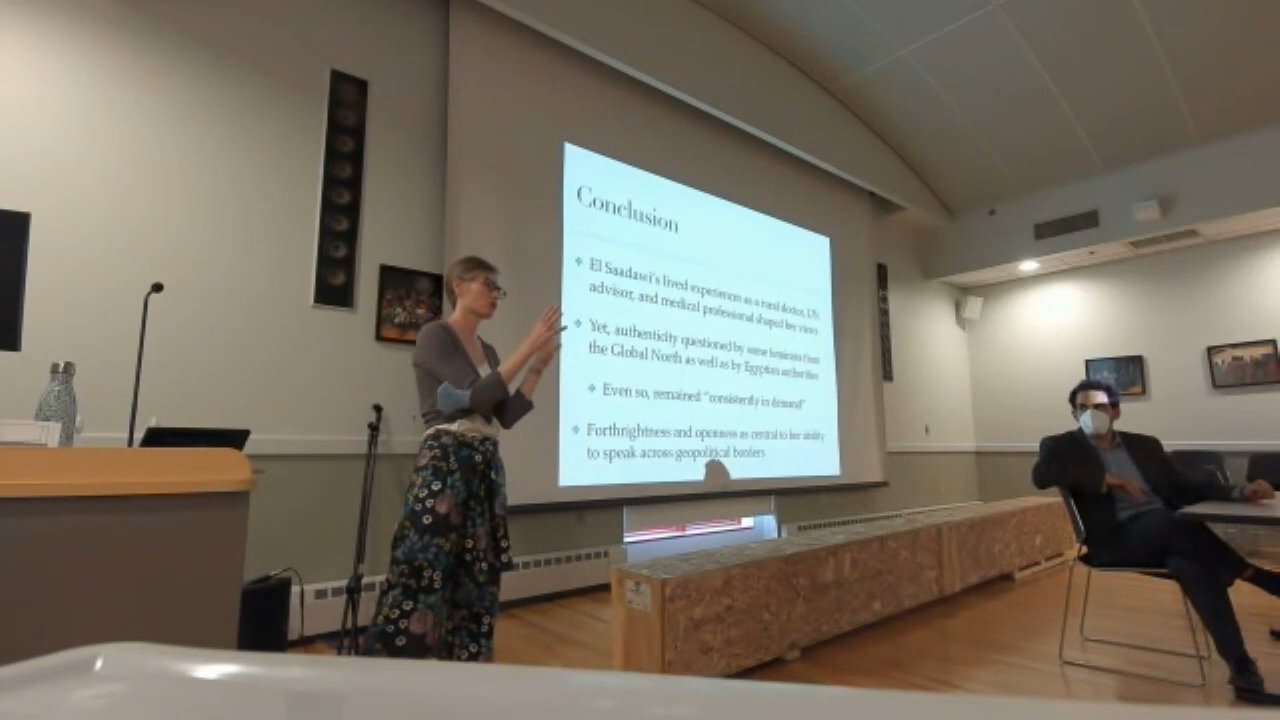 Conclusion
El Saadawi's lived experiences as a rural doctor, UN
advisor, and medical professional shaped her views
Yet, authenticity questioned by some feminists from
the Global North as well as by Egyptian authorities
Even so, remained "consistently in demand"
Forthrightness and openness as central to her ability
to speak across geopolitical borders